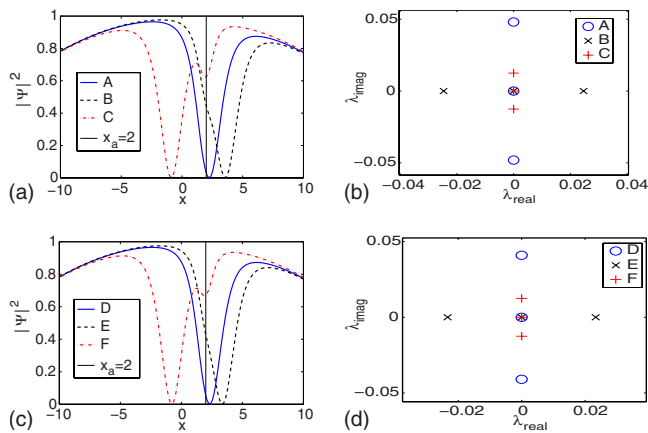 1
0.8
0.6
0.4
0.2
0
|Ψ|²
A
B
C
x_a=2
−10
−5
0
5
10
x
(a)
0.05
0
−0.05
λ_imag
A
B
C
−0.04
−0.02
0
0.02
0.04
λ_real
(b)
1
0.8
0.6
0.4
0.2
0
|Ψ|²
D
E
F
x_a=2
−10
−5
0
5
10
x
(c)
0.05
0
−0.05
λ_imag
D
E
F
−0.02
0
0.02
λ_real
(d)